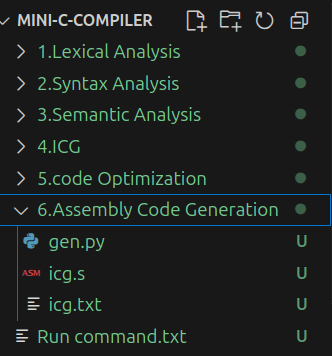 MINI-C-COMPILER
1.Lexical Analysis
2.Syntax Analysis
3.Semantic Analysis
4.ICG
5.code Optimization
6.Assembly Code Generation
gen.py U
ASM icg.s U
icg.txt U
Run command.txt U